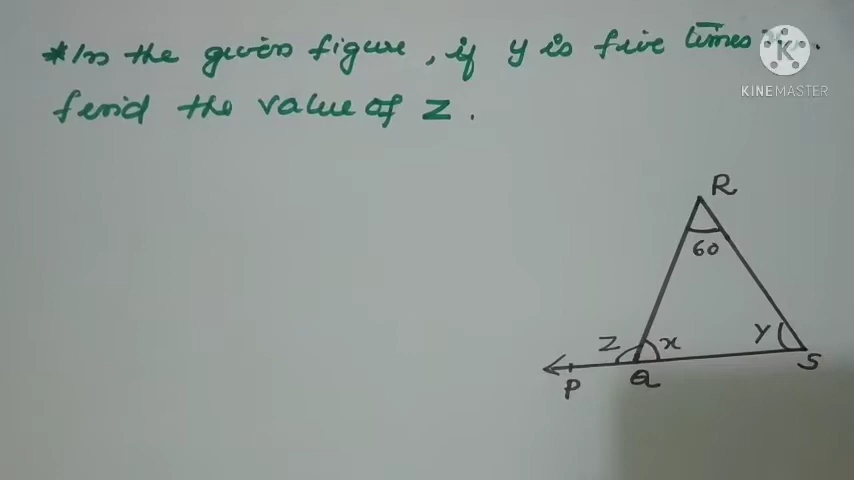 *In the given figure, if y is five times
find the value of z.
K
KINEMASTER
R
60
z x y
P Q S